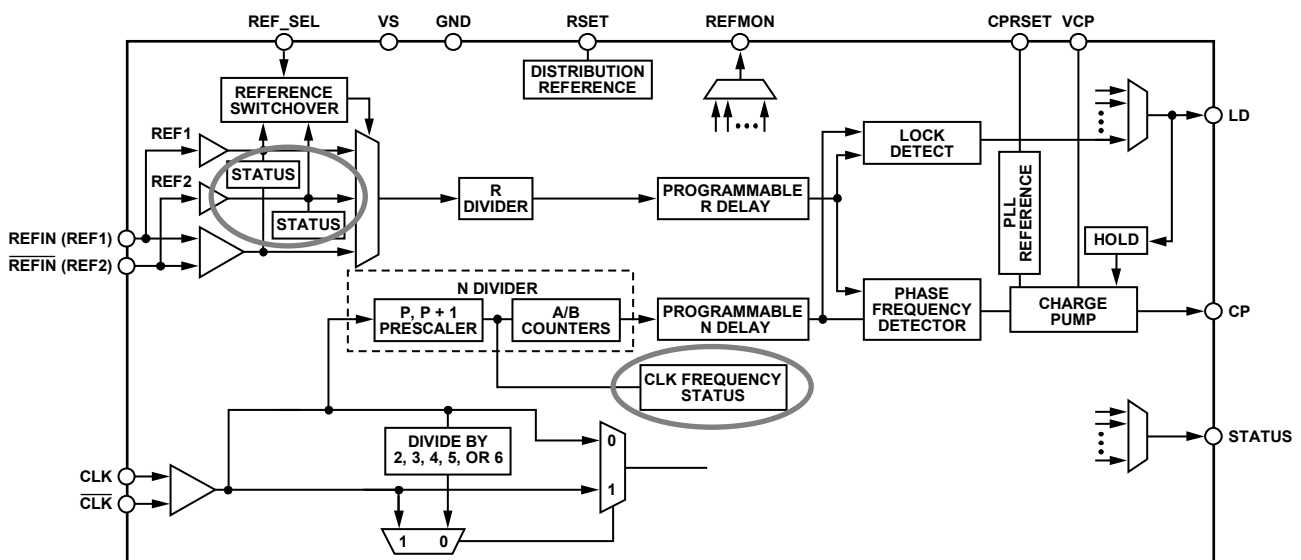 REF_SEL
VS
GND
RSET
REFMON
CPRSET
VCP
REFERENCE
SWITCHOVER
DISTRIBUTION
REFERENCE
REF1
STATUS
REF2
STATUS
REFIN (REF1)
REFIN (REF2)
R
DIVIDER
PROGRAMMABLE
R DELAY
LOCK
DETECT
PLL
REFERENCE
LD
HOLD
N DIVIDER
P, P + 1
PRESCALER
A/B
COUNTERS
PROGRAMMABLE
N DELAY
PHASE
FREQUENCY
DETECTOR
CHARGE
PUMP
CP
CLK FREQUENCY
STATUS
DIVIDE BY
2, 3, 4, 5, OR 6
0
1
STATUS
CLK
CLK
1 0